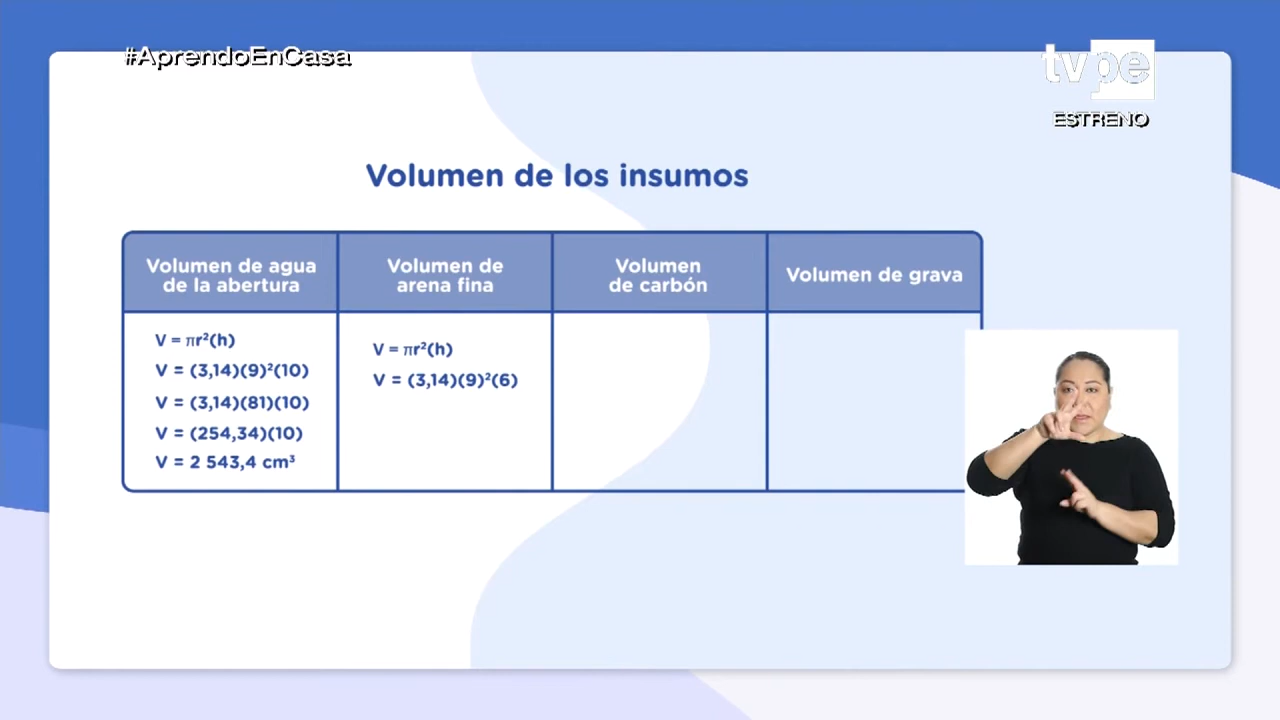 #AprendoEnCasa
tvpe
ESTRENO
Volumen de los insumos
Volumen de agua
de la abertura
Volumen de
arena fina
Volumen
de carbón
Volumen de grava
V = πr²(h)
V = (3,14)(9)²(10)
V = (3,14)(81)(10)
V = (254,34)(10)
V = 2 543,4 cm³
V = πr²(h)
V = (3,14)(9)²(6)